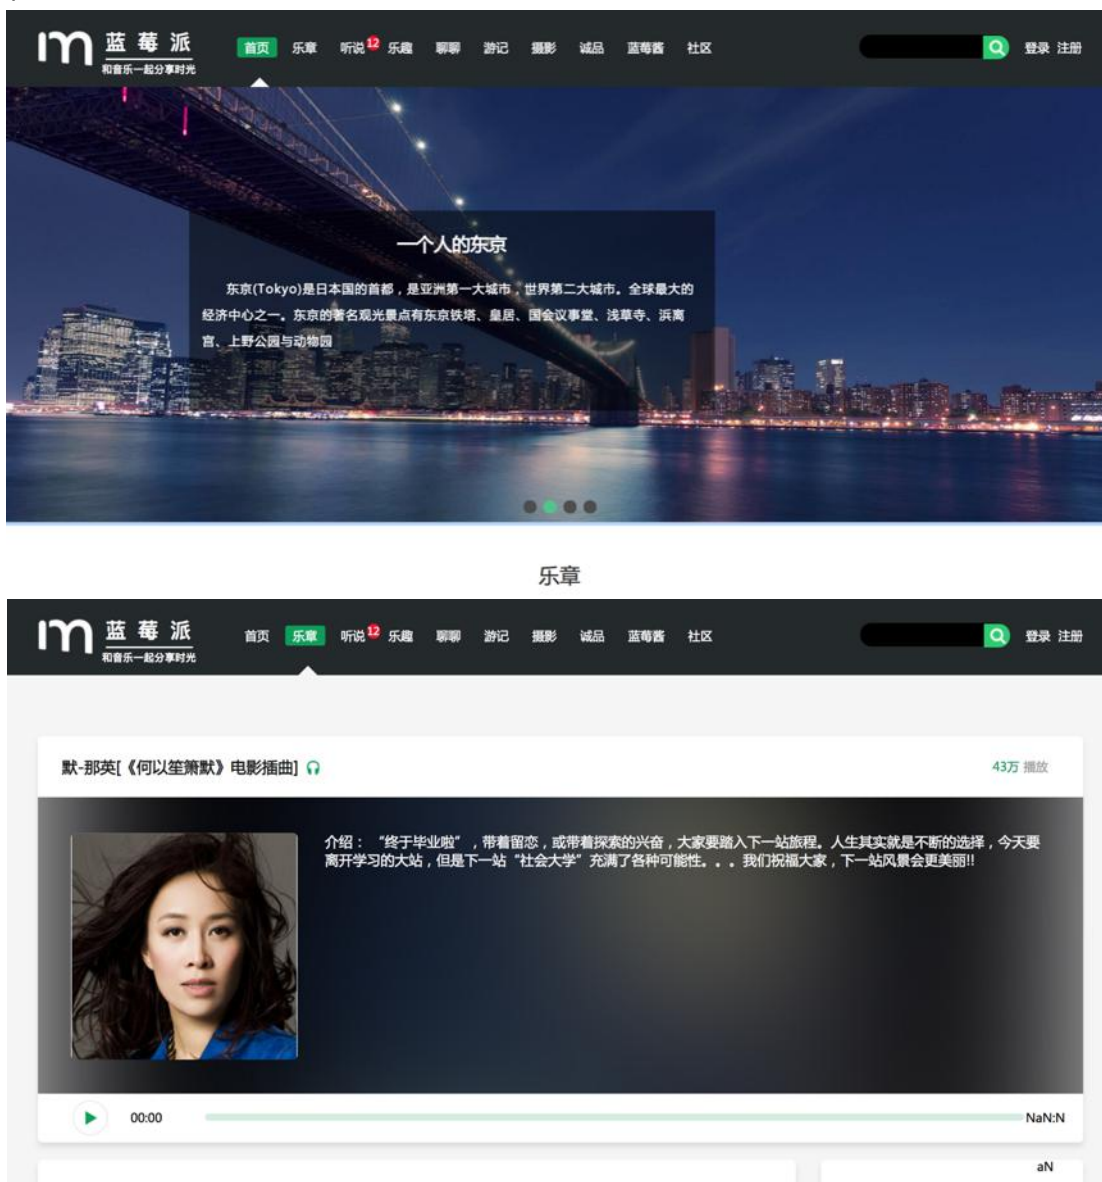 蓝莓派
和音乐一起分享时光
首页 乐章 听说 12 乐趣 聊聊 游记 摄影 诚品 蓝莓酱 社区
登录 注册
一个人的东京
东京(Tokyo)是日本国的首都，是亚洲第一大城市，世界第二大城市。全球最大的
经济中心之一。东京的著名观光景点有东京铁塔、皇居、国会议事堂、浅草寺、浜离
宫、上野公园与动物园
乐章
蓝莓派
和音乐一起分享时光
首页 乐章 听说 12 乐趣 聊聊 游记 摄影 诚品 蓝莓酱 社区
登录 注册
默-那英[《何以笙箫默》电影插曲]
43万 播放
介绍： “终于毕业啦”，带着留恋，或带着探索的兴奋，大家要踏入下一站旅程。人生其实就是不断的选择，今天要
离开学习的大站，但是下一站“社会大学”充满了各种可能性。。。我们祝福大家，下一站风景会更美丽!!
00:00
NaN:N
aN